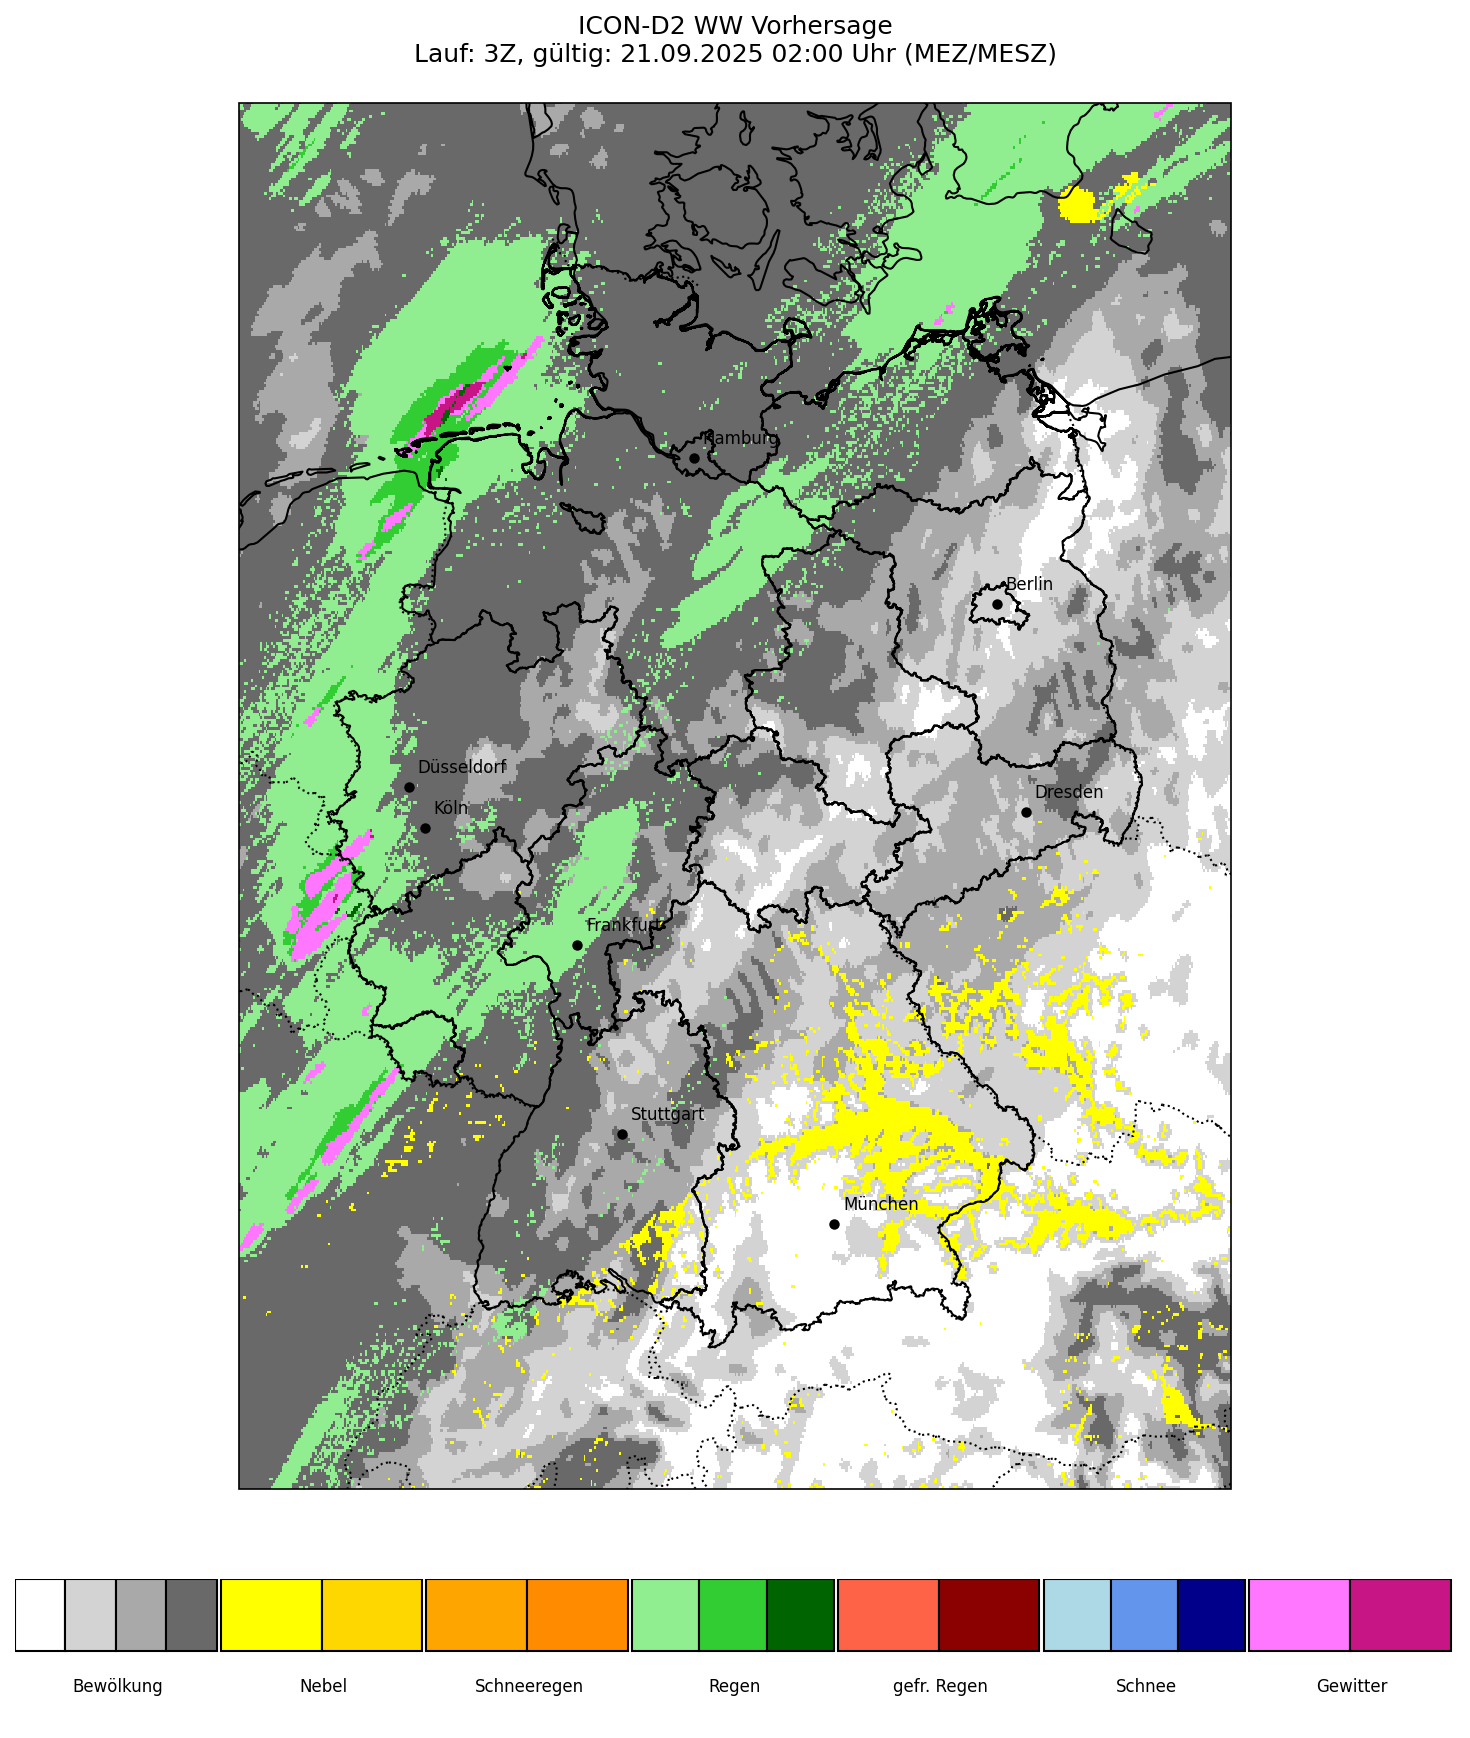 ICON-D2 WW Vorhersage
Lauf: 3Z, gültig: 21.09.2025 02:00 Uhr (MEZ/MESZ)
Hamburg
Berlin
Düsseldorf
Köln
Dresden
Frankfurt
Stuttgart
München
Bewölkung
Nebel
Schneeregen
Regen
gefr. Regen
Schnee
Gewitter